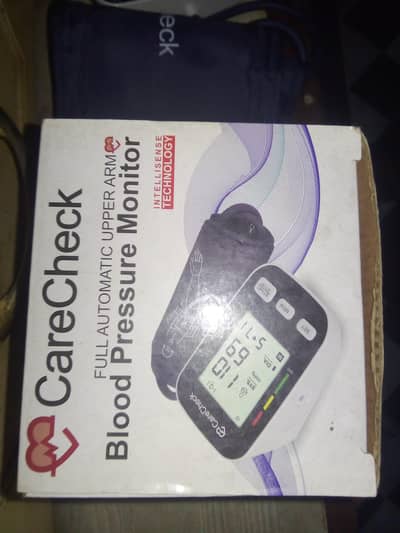 eck
CareCheck
FULL AUTOMATIC UPPER ARM
Blood Pressure Monitor
INTELLISENSE
TECHNOLOGY
CareCheck